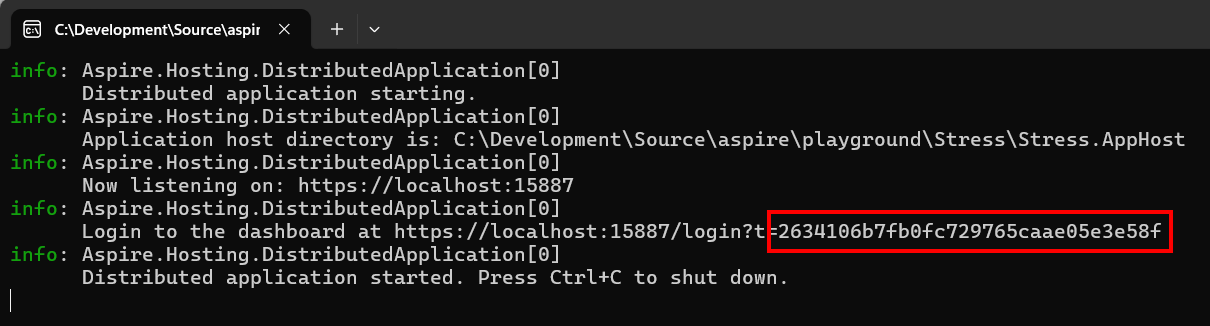 C:\Development\Source\aspir
info: Aspire.Hosting.DistributedApplication[0]
Distributed application starting.
info: Aspire.Hosting.DistributedApplication[0]
Application host directory is: C:\Development\Source\aspire\playground\Stress\Stress.AppHost
info: Aspire.Hosting.DistributedApplication[0]
Now listening on: https://localhost:15887
info: Aspire.Hosting.DistributedApplication[0]
Login to the dashboard at https://localhost:15887/login?t=2634106b7fb0fc729765caae05e3e58f
info: Aspire.Hosting.DistributedApplication[0]
Distributed application started. Press Ctrl+C to shut down.